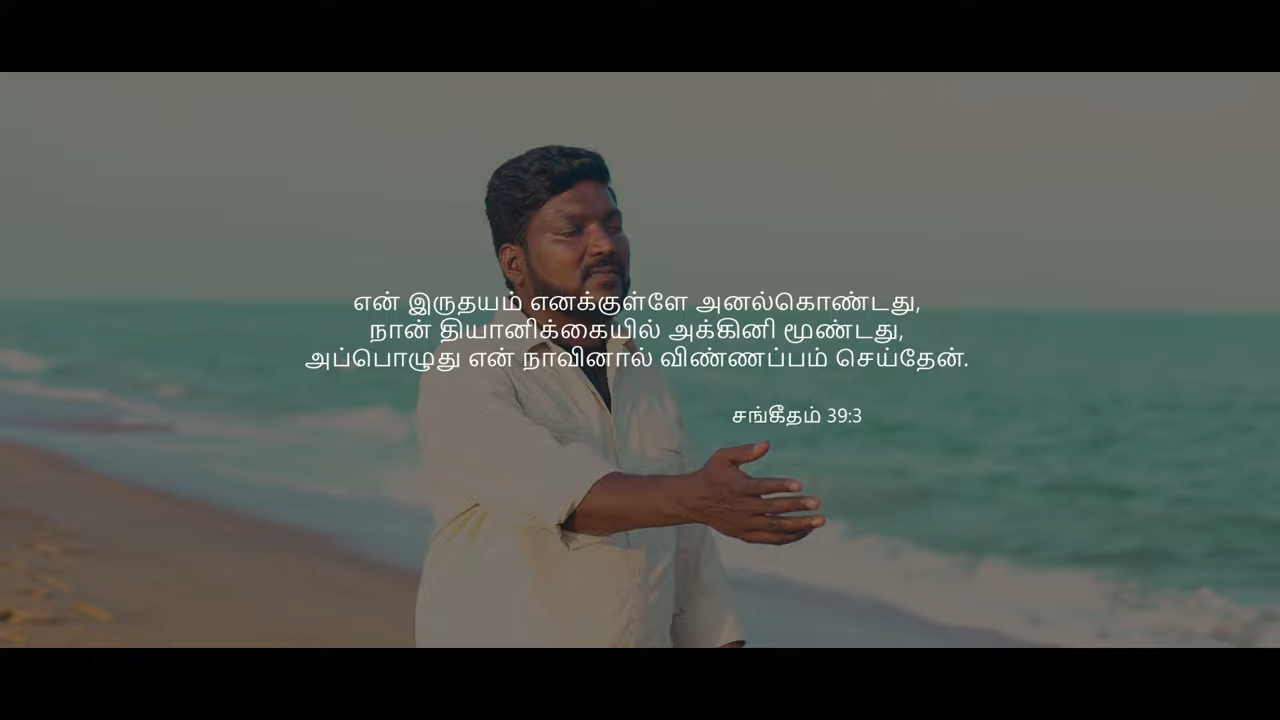 என் இருதயம் எனக்குள்ளே அனல்கொண்டது,
நான் தியானிக்கையில் அக்கினி மூண்டது,
அப்பொழுது என் நாவினால் விண்ணப்பம் செய்தேன்.
சங்கீதம் 39:3